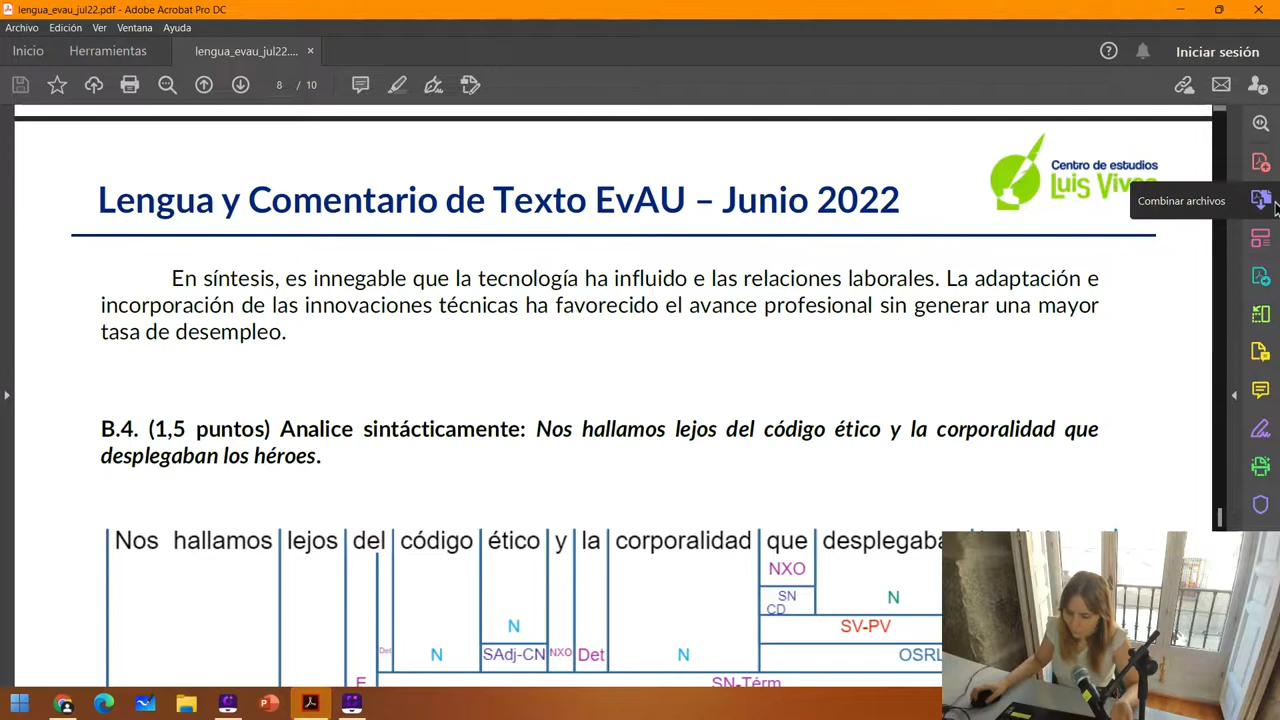 lengua_evau_jul22.pdf - Adobe Acrobat Pro DC
Archivo Edición Ver Ventana Ayuda
Inicio Herramientas lengua_evau_jul22.... × Iniciar sesión
8 / 10
Centro de estudios
Lengua y Comentario de Texto EvAU – Junio 2022
Combinar archivos
En síntesis, es innegable que la tecnología ha influido e las relaciones laborales. La adaptación e
incorporación de las innovaciones técnicas ha favorecido el avance profesional sin generar una mayor
tasa de desempleo.
B.4. (1,5 puntos) Analice sintácticamente: Nos hallamos lejos del código ético y la corporalidad que
desplegaban los héroes.
Nos hallamos lejos del código ético y la corporalidad que
NXO
SN
CD N
N SV-PV
Det N SAdj-CN NXO Det N
E SN-Térm